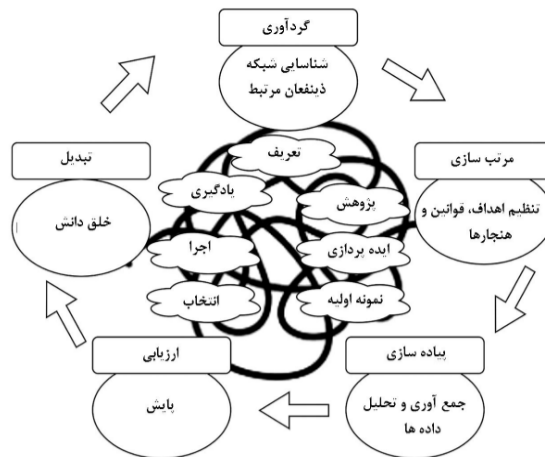 گردآوری
شناسایی شبکه
ذینفعان مرتبط
مرتب سازی
تنظیم اهداف، قوانین و
هنجارها
پیاده سازی
جمع آوری و تحلیل
داده ها
ارزیابی
پایش
تبدیل
خلق دانش
تعریف
پژوهش
ایده پردازی
نمونه اولیه
انتخاب
اجرا
یادگیری